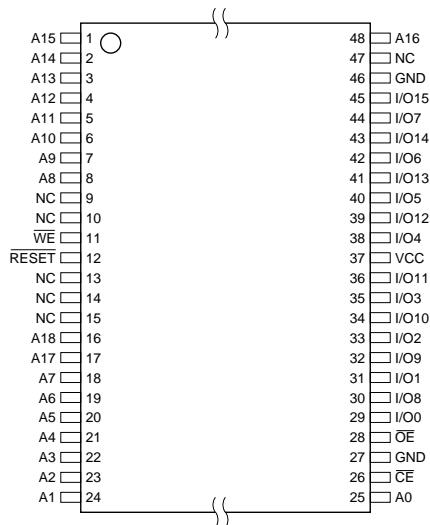 A15 1 48 A16
A14 2 47 NC
A13 3 46 GND
A12 4 45 I/O15
A11 5 44 I/O7
A10 6 43 I/O14
A9 7 42 I/O6
A8 8 41 I/O13
NC 9 40 I/O5
NC 10 39 I/O12
WE 11 38 I/O4
RESET 12 37 VCC
NC 13 36 I/O11
NC 14 35 I/O3
NC 15 34 I/O10
A18 16 33 I/O2
A17 17 32 I/O9
A7 18 31 I/O1
A6 19 30 I/O8
A5 20 29 I/O0
A4 21 28 OE
A3 22 27 GND
A2 23 26 CE
A1 24 25 A0